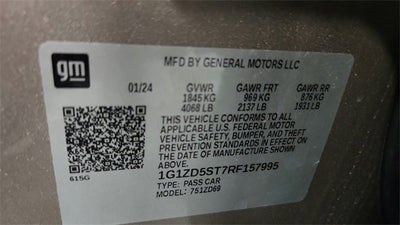 gm
MFD BY GENERAL MOTORS LLC
01/24 GVWR GAWR FRT GAWR RR
1845 KG 969 KG 876 KG
4068 LB 2137 LB 1931 LB
THIS VEHICLE CONFORMS TO ALL
APPLICABLE U.S. FEDERAL MOTOR
VEHICLE SAFETY, BUMPER, AND THEFT
PREVENTION STANDARDS IN EFFECT ON
THE DATE OF MANUFACTURE SHOWN
ABOVE.
1G1ZD5ST7RF157995
TYPE: PASS CAR
MODEL: 751ZD69
615G